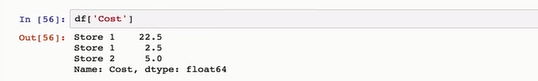 In [56]: df['Cost']
Out[56]: Store 1    22.5
Store 1     2.5
Store 2     5.0
Name: Cost, dtype: float64